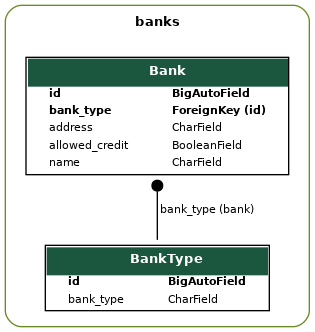 banks
Bank
id BigAutoField
bank_type ForeignKey (id)
address CharField
allowed_credit BooleanField
name CharField
bank_type (bank)
BankType
id BigAutoField
bank_type CharField